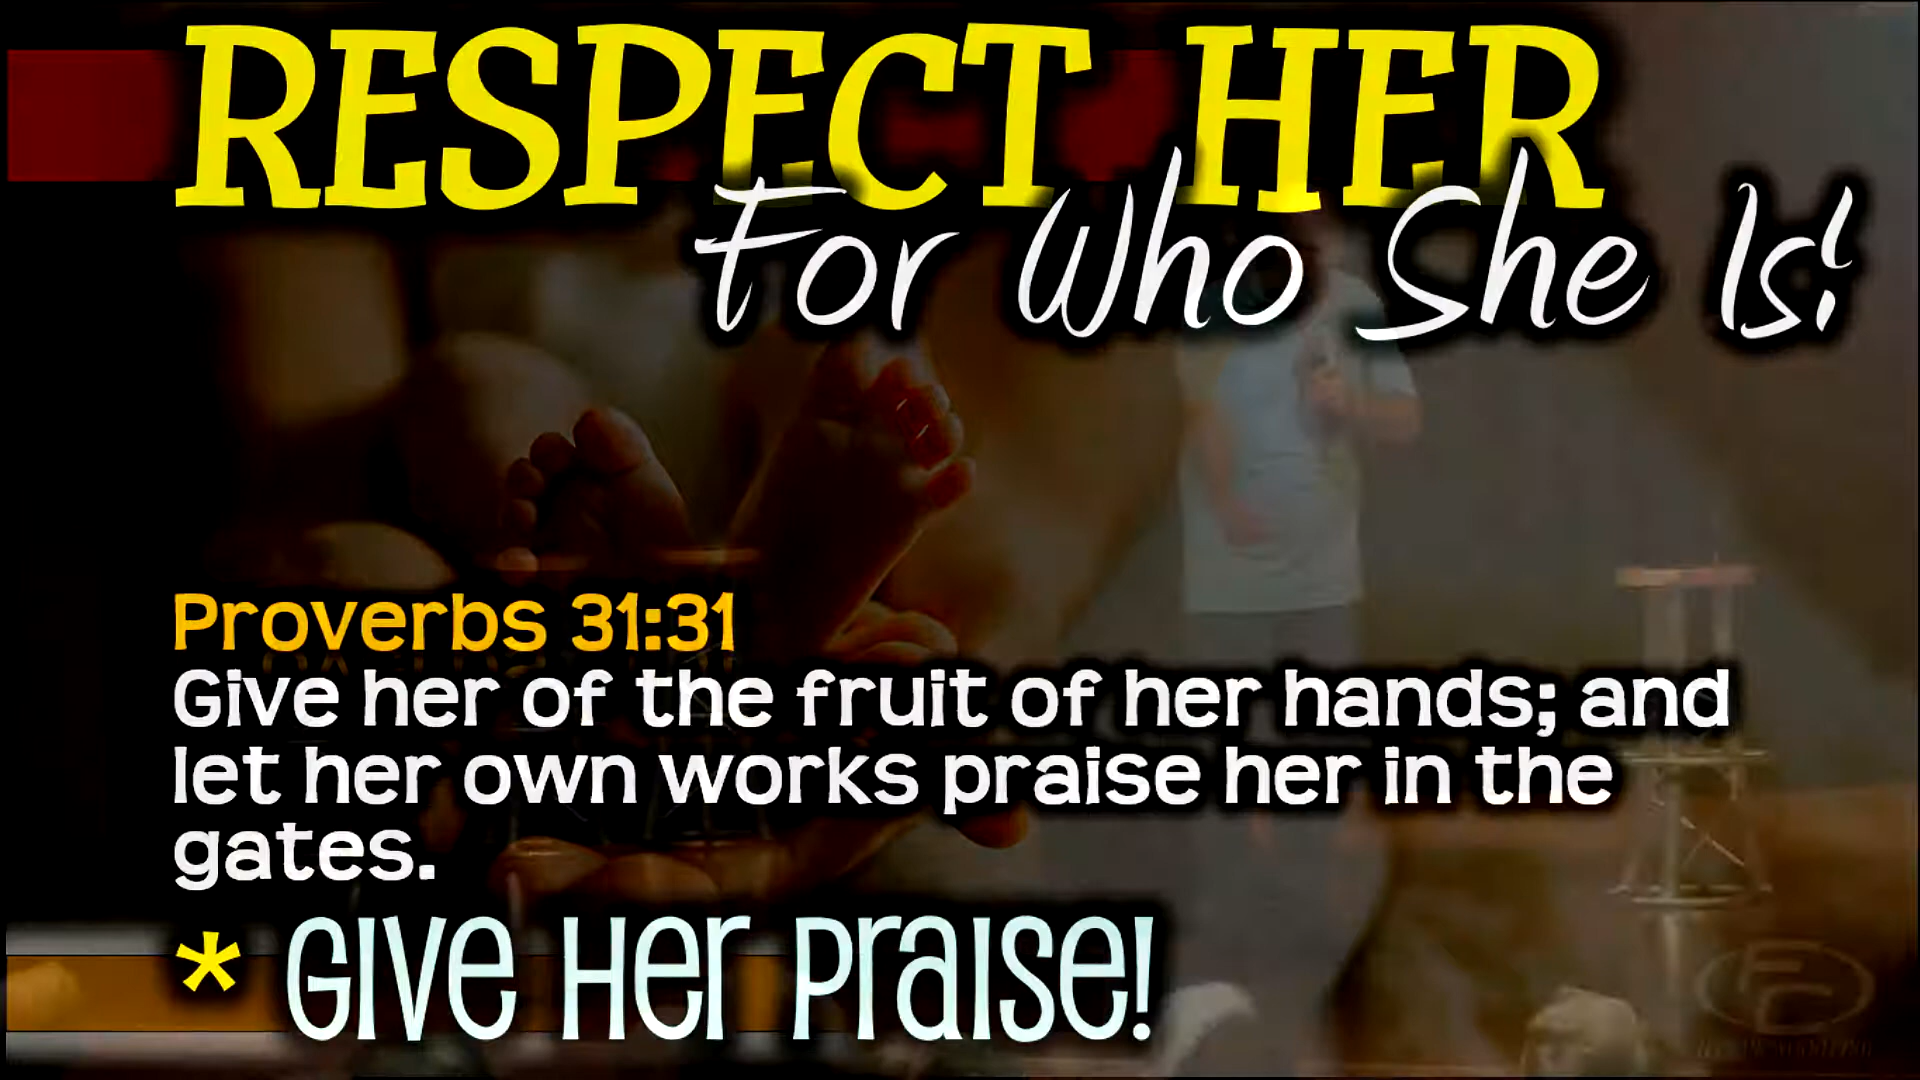 RESPECT HER
For Who She Is!
Proverbs 31:31
Give her of the fruit of her hands; and
let her own works praise her in the
gates.
* Give Her Praise!
FC